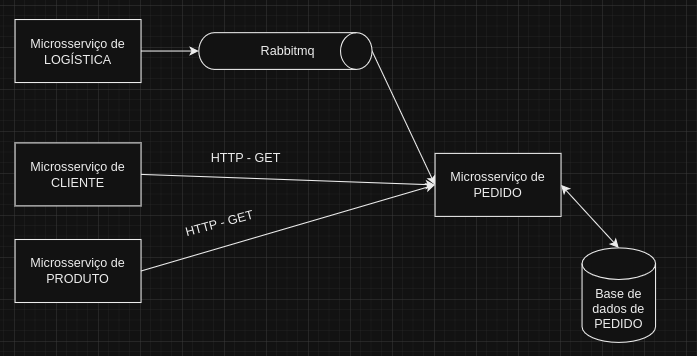 Microsserviço de
LOGÍSTICA
Rabbitmq
Microsserviço de
CLIENTE
HTTP - GET
Microsserviço de
PEDIDO
HTTP - GET
Microsserviço de
PRODUTO
Base de
dados de
PEDIDO